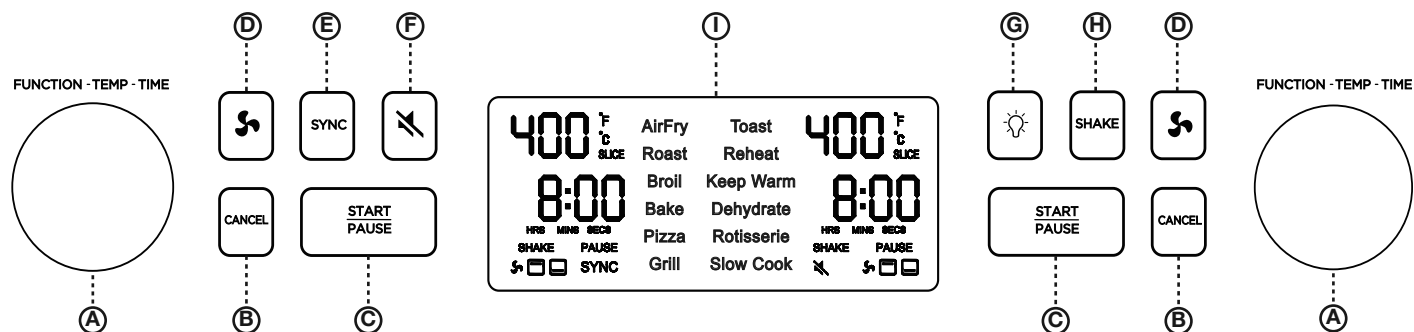 D E F I G H D
FUNCTION - TEMP - TIME
FUNCTION - TEMP - TIME
SYNC
SHAKE
CANCEL
START
PAUSE
400 °F
°C
SLICE
8:00
HRS MINS SECS
SHAKE PAUSE
SYNC
AirFry Toast
Roast Reheat
Broil Keep Warm
Bake Dehydrate
Pizza Rotisserie
Grill Slow Cook
400 °F
°C
SLICE
8:00
HRS MINS SECS
SHAKE PAUSE
START
PAUSE
CANCEL
A B C C B A